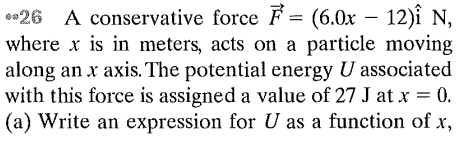 ••26 A conservative force F⃗ = (6.0x − 12)î N,
where x is in meters, acts on a particle moving
along an x axis. The potential energy U associated
with this force is assigned a value of 27 J at x = 0.
(a) Write an expression for U as a function of x,